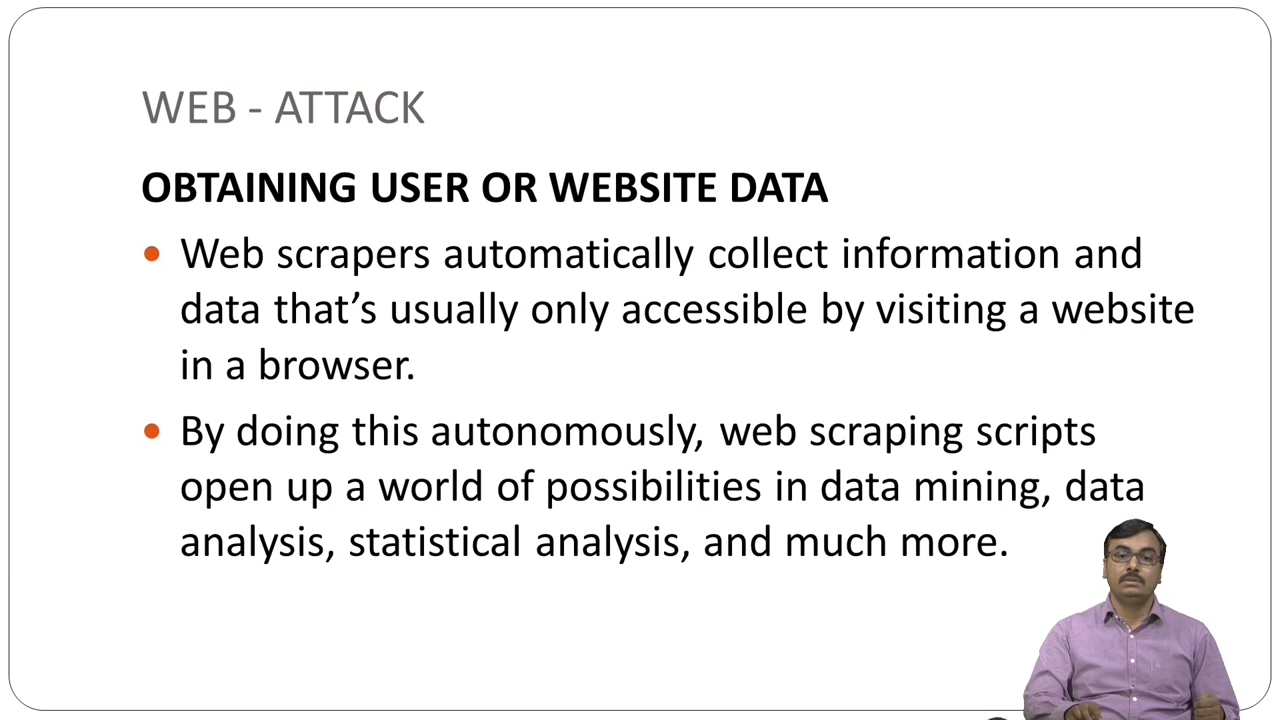 WEB - ATTACK
OBTAINING USER OR WEBSITE DATA
• Web scrapers automatically collect information and
data that’s usually only accessible by visiting a website
in a browser.
• By doing this autonomously, web scraping scripts
open up a world of possibilities in data mining, data
analysis, statistical analysis, and much more.